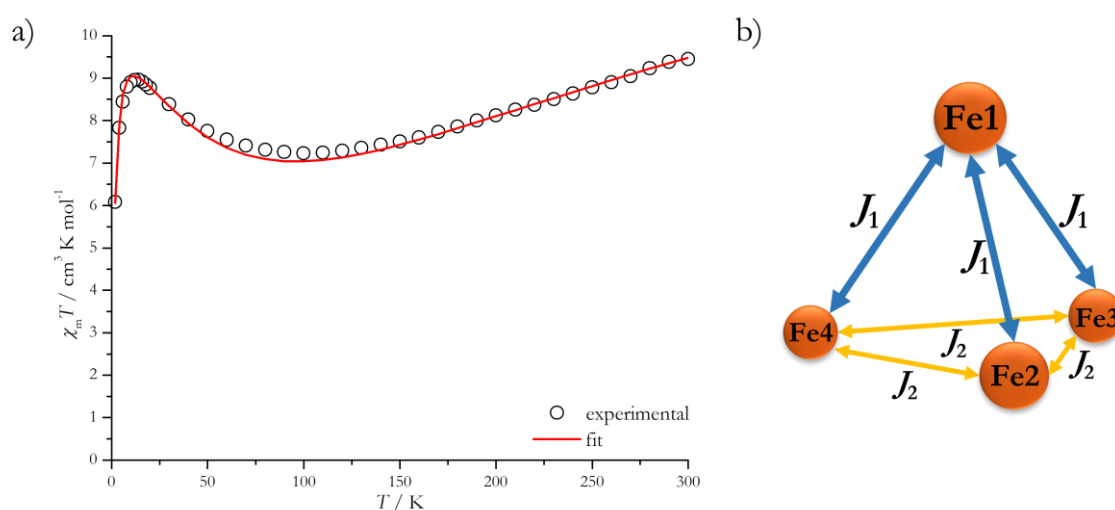 a)
10
9
8
7
6
5
4
3
2
1
0
χmT / cm³ K mol⁻¹
experimental
fit
0 50 100 150 200 250 300
T / K
b)
Fe1
J1 J1 J1
Fe4 Fe3
J2
Fe2
J2 J2